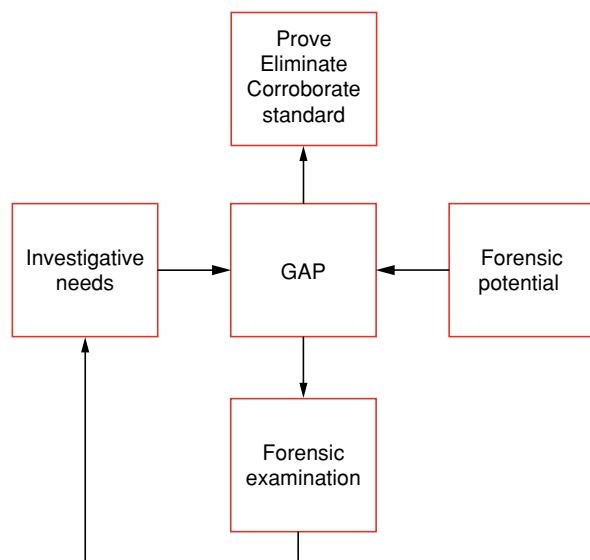 Prove
Eliminate
Corroborate
standard
Investigative
needs
GAP
Forensic
potential
Forensic
examination